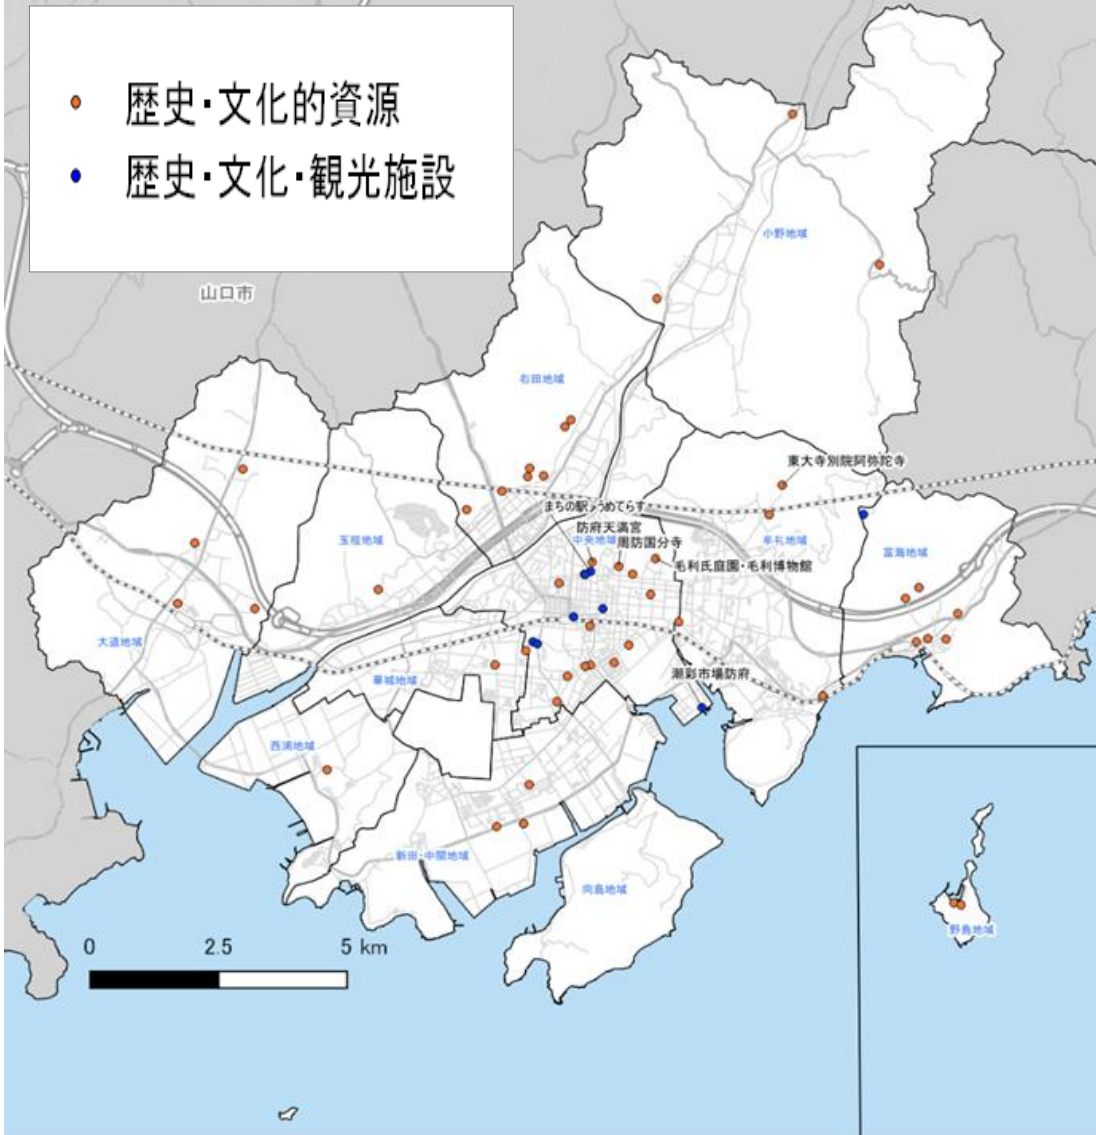 歴史・文化的資源
歴史・文化・観光施設
小野地域
山口市
右田地域
東大寺別院阿弥陀寺
まちの駅 うめてらす
防府天満宮
玉祖地域
中央地域
周防国分寺
牟礼地域
富海地域
毛利氏庭園・毛利博物館
大道地域
華城地域
潮彩市場防府
西浦地域
新田・中関地域
向島地域
野島地域
0 2.5 5 km